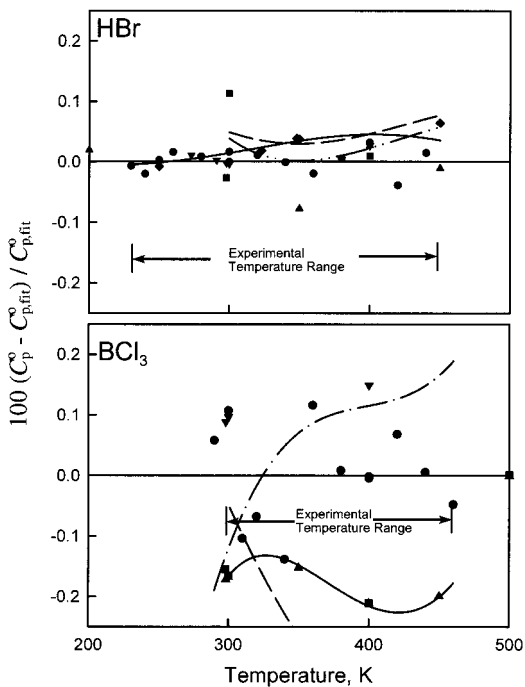 HBr
0.2
0.1
0.0
-0.1
-0.2
Experimental
Temperature Range
100 (C°p - C°p,fit) / C°p,fit
BCl3
0.2
0.1
0.0
-0.1
-0.2
Experimental
Temperature Range
200 300 400 500
Temperature, K